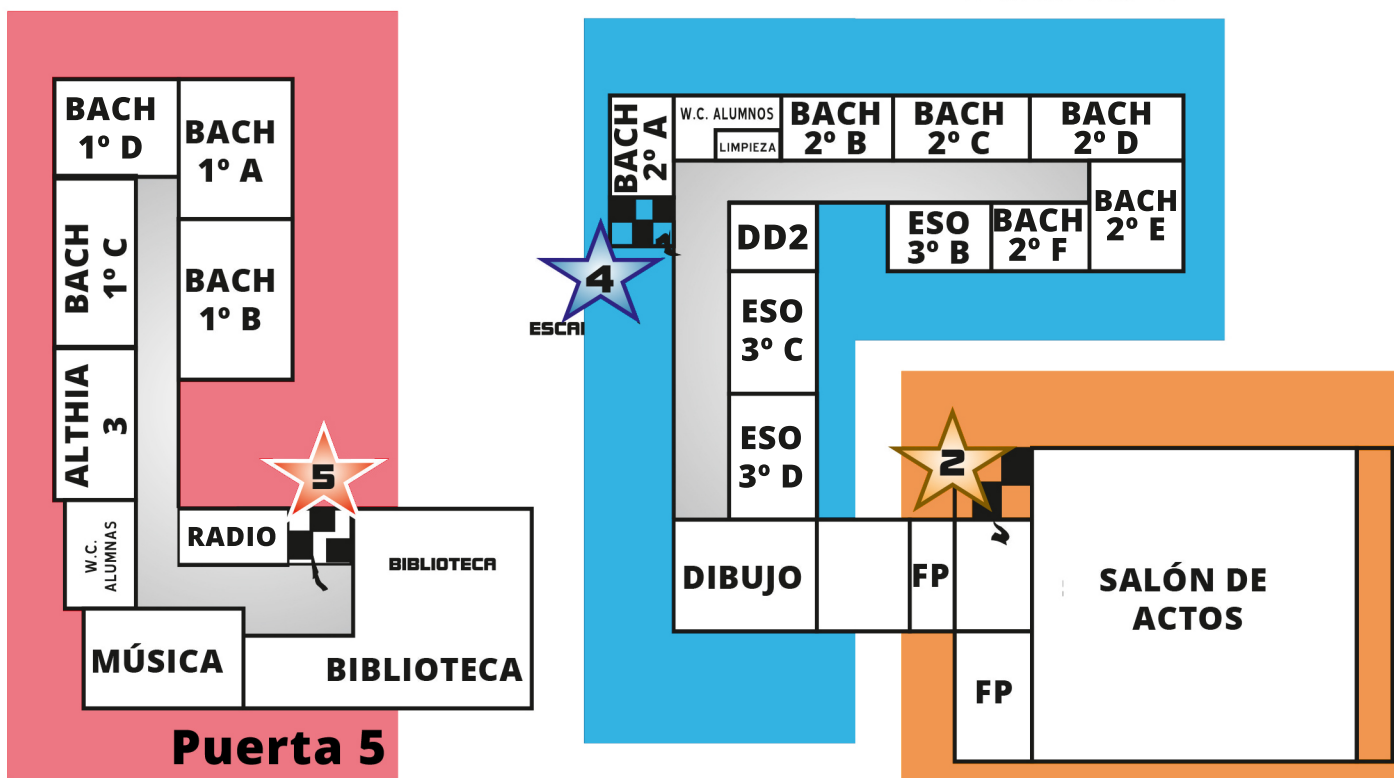 BACH
1º D
BACH
1º A
BACH
1º C
BACH
1º B
ALTHIA
3
5
W.C.
ALUMNAS
RADIO
BIBLIOTECA
MÚSICA
BIBLIOTECA
Puerta 5
BACH
2º A
W.C. ALUMNOS
LIMPIEZA
BACH
2º B
BACH
2º C
BACH
2º D
BACH
2º E
DD2
ESO
3º B
BACH
2º F
4
ESO
3º C
ESO
3º D
2
DIBUJO
FP
SALÓN DE
ACTOS
FP